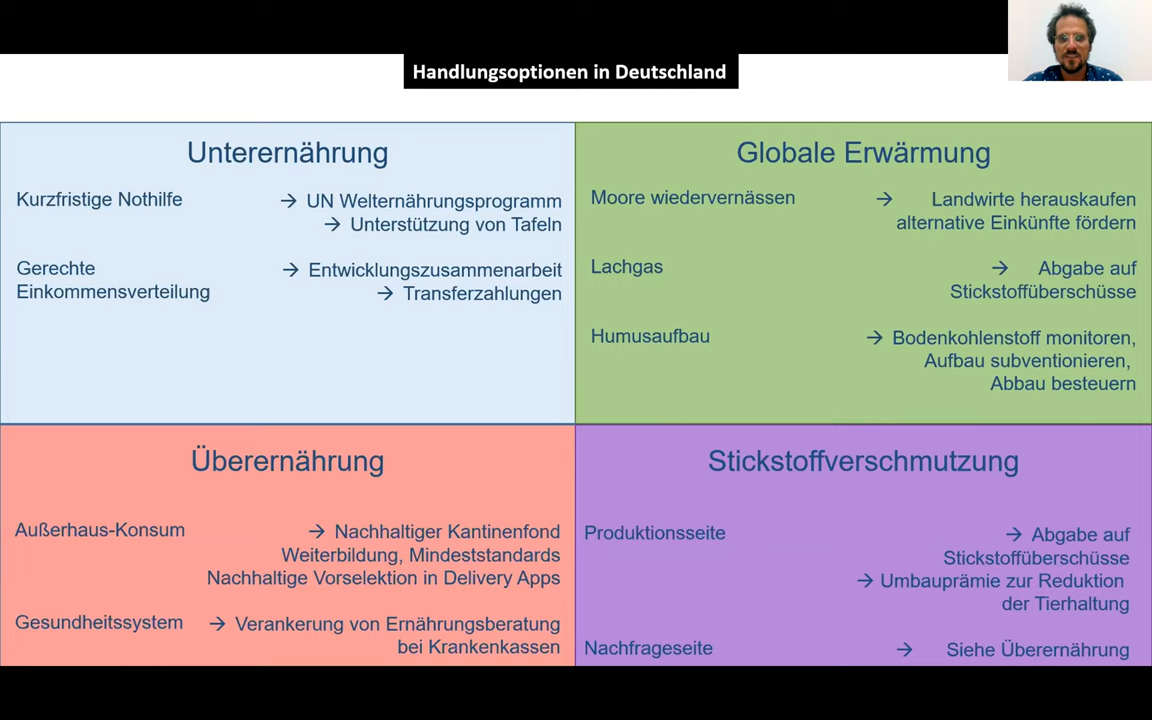 Handlungsoptionen in Deutschland
Unterernährung
Kurzfristige Nothilfe → UN Welternährungsprogramm
→ Unterstützung von Tafeln
Gerechte → Entwicklungszusammenarbeit
Einkommensverteilung → Transferzahlungen
Globale Erwärmung
Moore wiedervernässen → Landwirte herauskaufen
alternative Einkünfte fördern
Lachgas → Abgabe auf
Stickstoffüberschüsse
Humusaufbau → Bodenkohlenstoff monitoren,
Aufbau subventionieren,
Abbau besteuern
Überernährung
Außerhaus-Konsum → Nachhaltiger Kantinenfond
Weiterbildung, Mindeststandards
Nachhaltige Vorselektion in Delivery Apps
Gesundheitssystem → Verankerung von Ernährungsberatung
bei Krankenkassen
Stickstoffverschmutzung
Produktionsseite → Abgabe auf
Stickstoffüberschüsse
→ Umbauprämie zur Reduktion
der Tierhaltung
Nachfrageseite → Siehe Überernährung